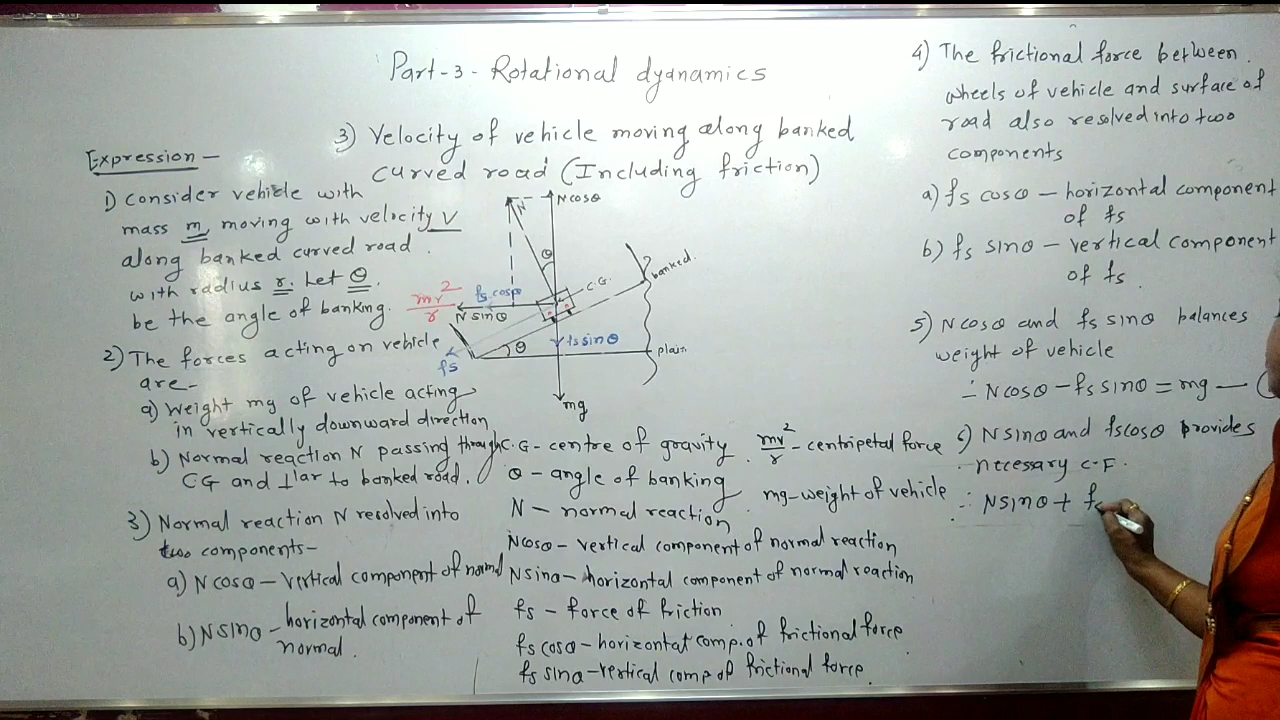 Part-3 - Rotational dyanamics
3) Velocity of vehicle moving along banked
curved road (Including friction)
Expression –
1) Consider vehicle with
mass m, moving with velocity V
along banked curved road.
with radius r. Let θ
be the angle of banking.
2) The forces acting on vehicle
are-
a) Weight mg of vehicle acting
in vertically downward direction
b) Normal reaction N passing through
CG and ⊥lar to banked road.
3) Normal reaction N resolved into
two components-
a) N cosθ – vertical component of normal
b) N sinθ - horizontal component of
normal.
N
N cosθ
θ
C.G.
banked.
mv²/r
fs cosθ
N sinθ
fs
θ
fs sinθ
plain
mg
C.G- centre of gravity
θ – angle of banking
N – normal reaction
Ncosθ – vertical component of normal reaction
Nsinθ – horizontal component of normal reaction
fs – force of friction
fs cosθ – horizontal comp. of frictional force
fs sinθ - vertical comp of frictional force.
mv²/r - centripetal force
mg-weight of vehicle
4) The frictional force between
wheels of vehicle and surface of
road also resolved into two
components
a) fs cosθ – horizontal component
of fs
b) fs sinθ – vertical component
of fs.
5) N cosθ and fs sinθ balances
weight of vehicle
∴ N cosθ – fs sinθ = mg — (
6) N sinθ and fs cosθ provides
necessary C.F.
∴ N sinθ + fs